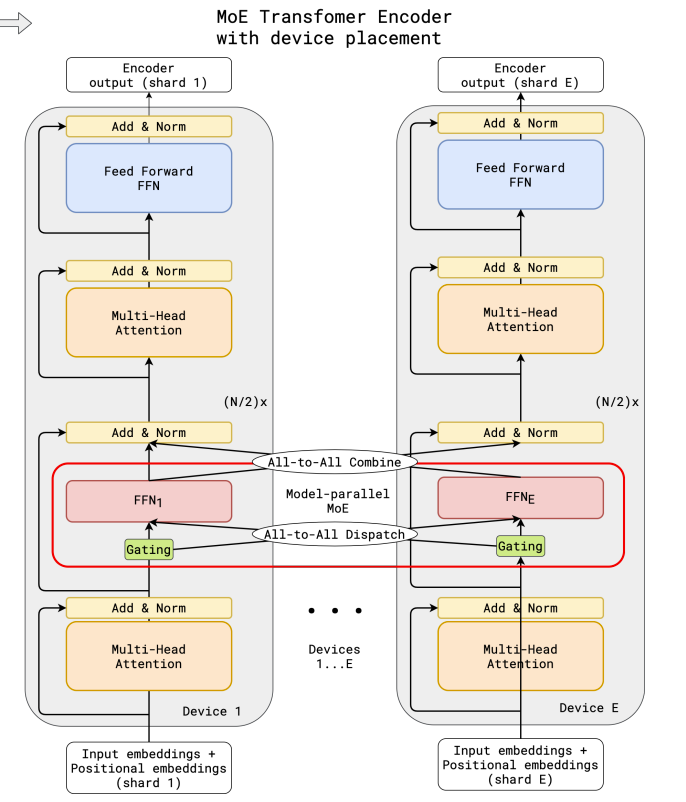 MoE Transfomer Encoder
with device placement
Encoder
output (shard 1)
Add & Norm
Feed Forward
FFN
Add & Norm
Multi-Head
Attention
(N/2)x
Add & Norm
FFN1
Gating
Add & Norm
Multi-Head
Attention
Device 1
Input embeddings +
Positional embeddings
(shard 1)
All-to-All Combine
Model-parallel
MoE
All-to-All Dispatch
Devices
1...E
Encoder
output (shard E)
Add & Norm
Feed Forward
FFN
Add & Norm
Multi-Head
Attention
(N/2)x
Add & Norm
FFNE
Gating
Add & Norm
Multi-Head
Attention
Device E
Input embeddings +
Positional embeddings
(shard E)